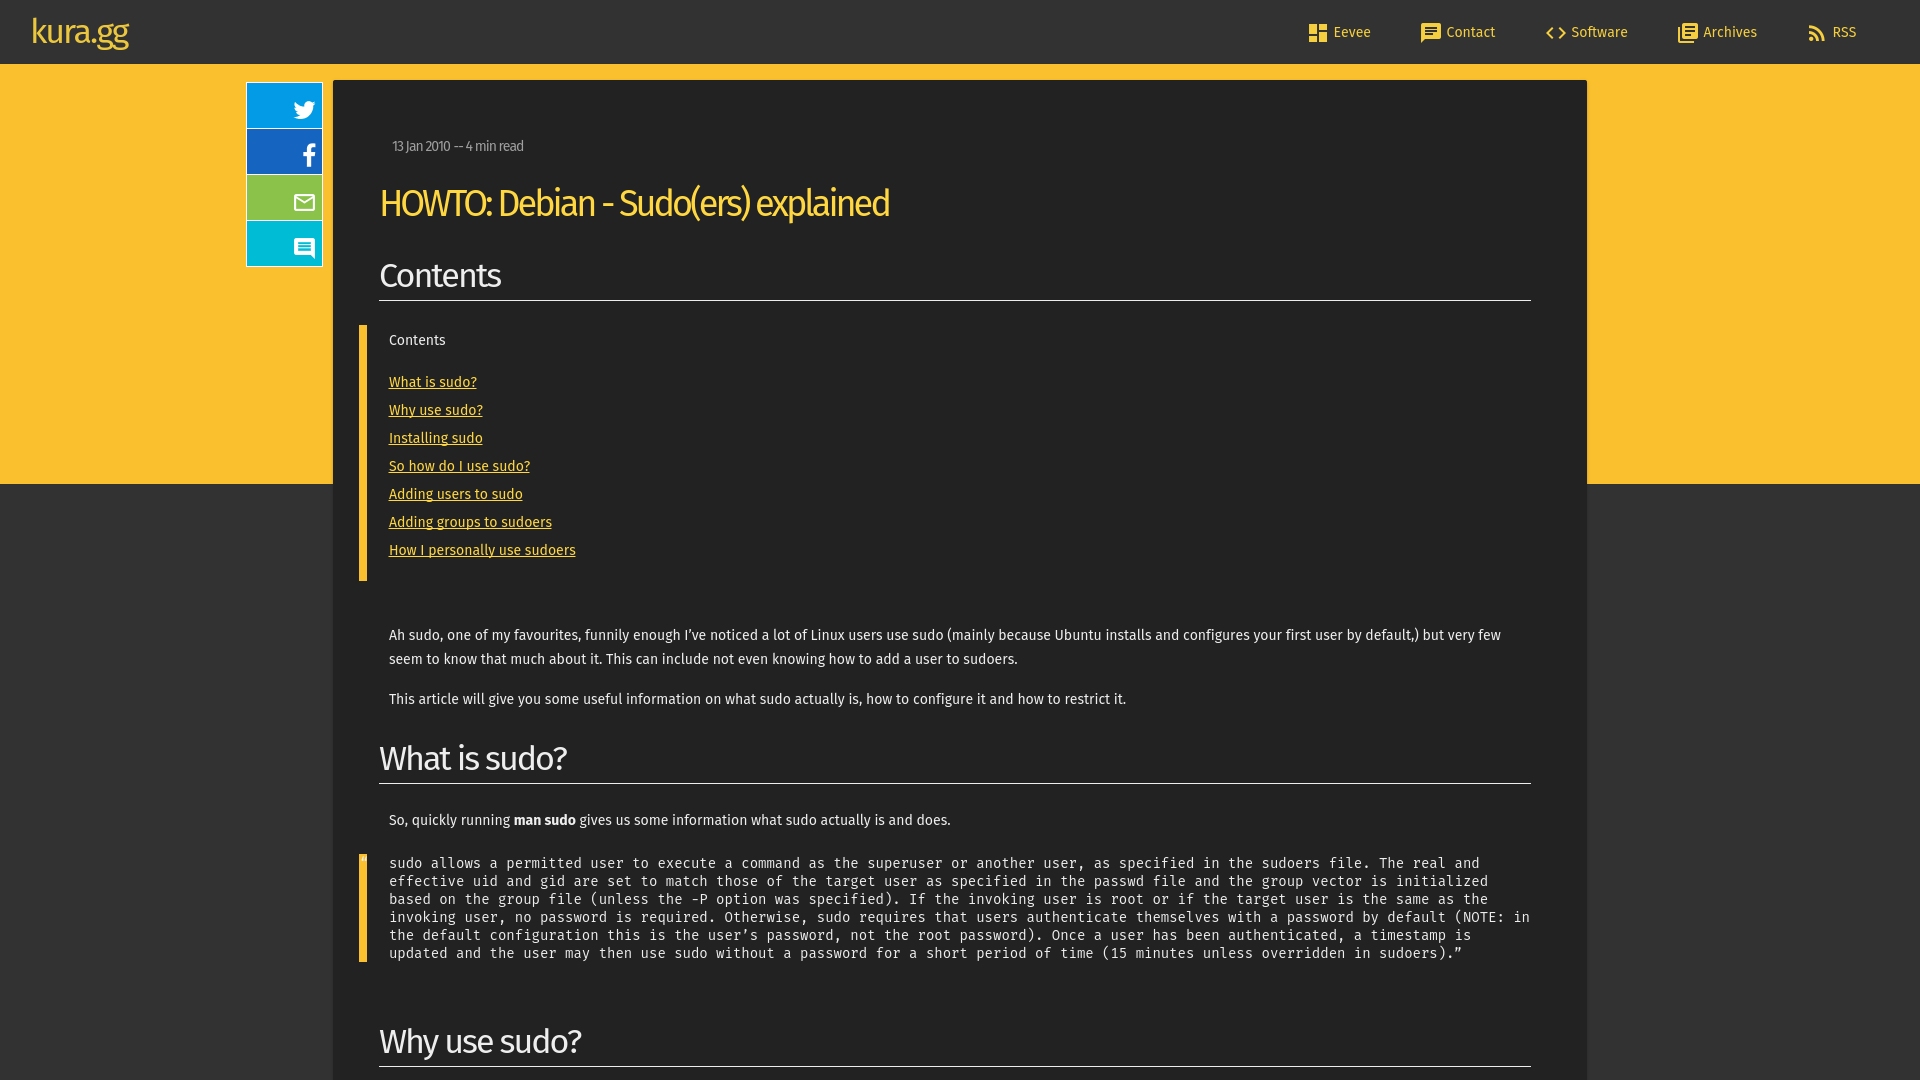 kura.gg
Eevee
Contact
Software
Archives
RSS
13 Jan 2010 -- 4 min read
HOWTO: Debian - Sudo(ers) explained
Contents
Contents
What is sudo?
Why use sudo?
Installing sudo
So how do I use sudo?
Adding users to sudo
Adding groups to sudoers
How I personally use sudoers
Ah sudo, one of my favourites, funnily enough I’ve noticed a lot of Linux users use sudo (mainly because Ubuntu installs and configures your first user by default,) but very few
seem to know that much about it. This can include not even knowing how to add a user to sudoers.
This article will give you some useful information on what sudo actually is, how to configure it and how to restrict it.
What is sudo?
So, quickly running man sudo gives us some information what sudo actually is and does.
“
sudo allows a permitted user to execute a command as the superuser or another user, as specified in the sudoers file. The real and
effective uid and gid are set to match those of the target user as specified in the passwd file and the group vector is initialized
based on the group file (unless the -P option was specified). If the invoking user is root or if the target user is the same as the
invoking user, no password is required. Otherwise, sudo requires that users authenticate themselves with a password by default (NOTE: in
the default configuration this is the user’s password, not the root password). Once a user has been authenticated, a timestamp is
updated and the user may then use sudo without a password for a short period of time (15 minutes unless overridden in sudoers).”
Why use sudo?